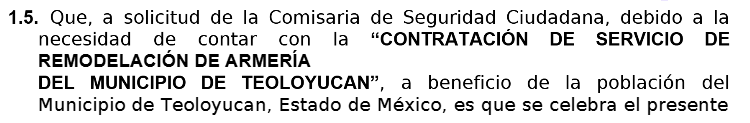 1.5. Que, a solicitud de la Comisaria de Seguridad Ciudadana, debido a la
necesidad de contar con la “CONTRATACIÓN DE SERVICIO DE
REMODELACIÓN DE ARMERÍA
DEL MUNICIPIO DE TEOLOYUCAN”, a beneficio de la población del
Municipio de Teoloyucan, Estado de México, es que se celebra el presente